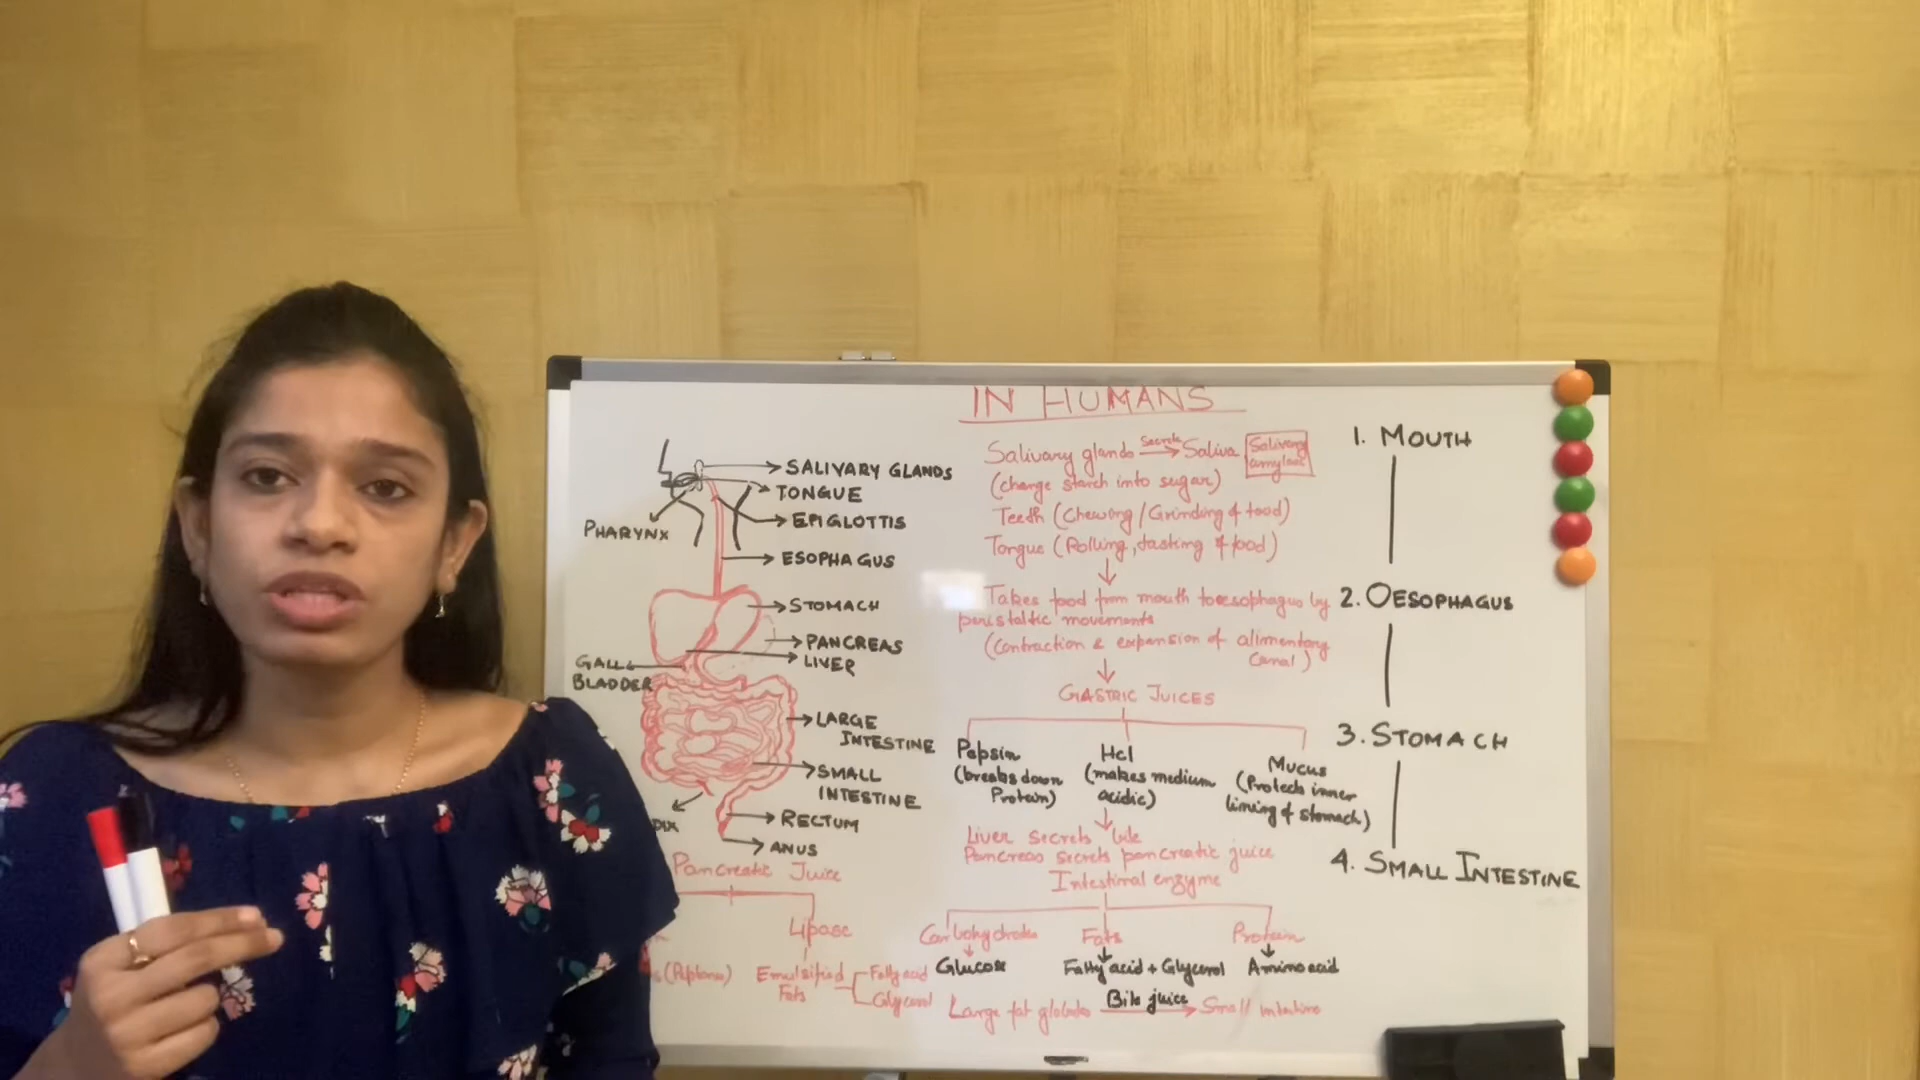 IN HUMANS
SALIVARY GLANDS
TONGUE
EPIGLOTTIS
PHARYNX
ESOPHAGUS
STOMACH
PANCREAS
LIVER
GALL
BLADDER
LARGE
INTESTINE
SMALL
INTESTINE
RECTUM
DIX
ANUS
Pancreatic Juice
Lipase
(Peptones)
Emulsified
Fats
Fatty acid
Glycerol
Salivary glands Secrete Saliva
Salivary
amylase
(change starch into sugar)
Teeth (Chewing / Grinding of food)
Tongue (Rolling, tasting of food)
Takes food from mouth to oesophagus by
peristaltic movements
(Contraction & expansion of alimentary
Canal)
GASTRIC JUICES
Pepsin
(breaks down
Protein)
Hcl
(makes medium
acidic)
Mucus
(Protects inner
lining of stomach)
Liver secrets bile
Pancreas secrets pancreatic juice
Intestinal enzyme
Carbohydrates
Glucose
Fats
Fatty acid + Glycerol
Protein
Amino acid
Large fat globules Bile juice Small intestine
1. MOUTH
2. OESOPHAGUS
3. STOMACH
4. SMALL INTESTINE